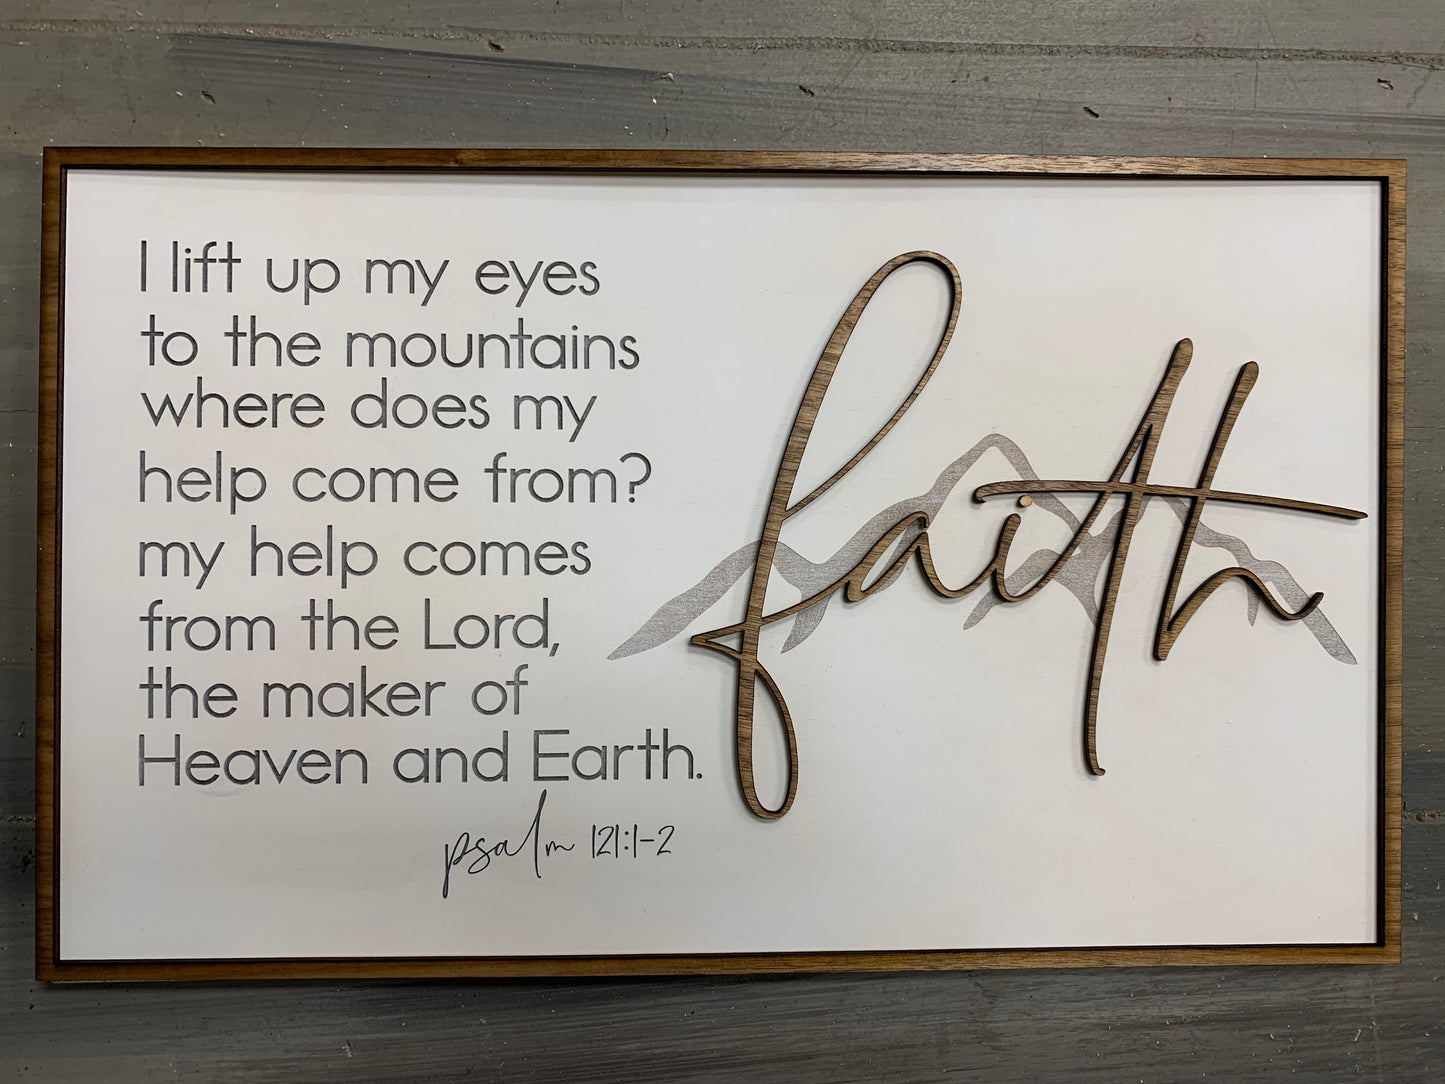 I lift up my eyes
to the mountains
where does my
help come from?
my help comes
from the Lord,
the maker of
Heaven and Earth.
psalm 121:1-2
faith